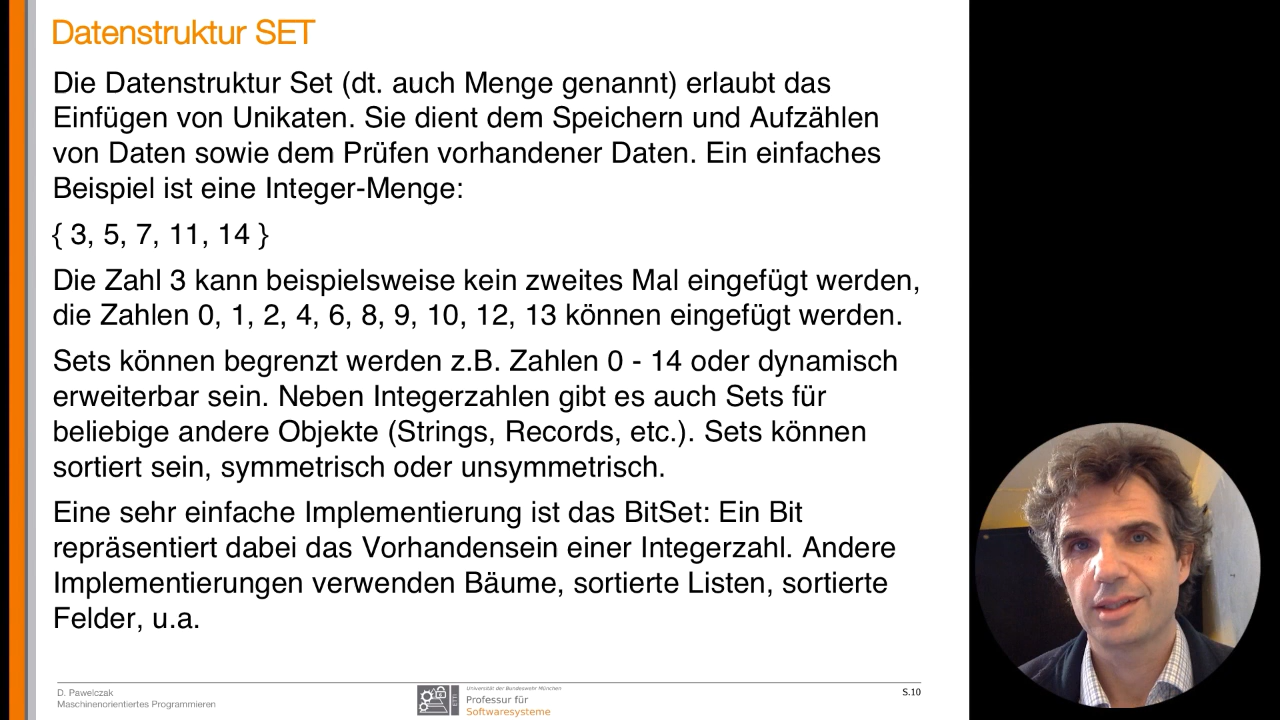 Datenstruktur SET
Die Datenstruktur Set (dt. auch Menge genannt) erlaubt das
Einfügen von Unikaten. Sie dient dem Speichern und Aufzählen
von Daten sowie dem Prüfen vorhandener Daten. Ein einfaches
Beispiel ist eine Integer-Menge:
{ 3, 5, 7, 11, 14 }
Die Zahl 3 kann beispielsweise kein zweites Mal eingefügt werden,
die Zahlen 0, 1, 2, 4, 6, 8, 9, 10, 12, 13 können eingefügt werden.
Sets können begrenzt werden z.B. Zahlen 0 - 14 oder dynamisch
erweiterbar sein. Neben Integerzahlen gibt es auch Sets für
beliebige andere Objekte (Strings, Records, etc.). Sets können
sortiert sein, symmetrisch oder unsymmetrisch.
Eine sehr einfache Implementierung ist das BitSet: Ein Bit
repräsentiert dabei das Vorhandensein einer Integerzahl. Andere
Implementierungen verwenden Bäume, sortierte Listen, sortierte
Felder, u.a.
D. Pawelczak
Maschinenorientiertes Programmieren
Universität der Bundeswehr München
Professur für
Softwaresysteme
S.10